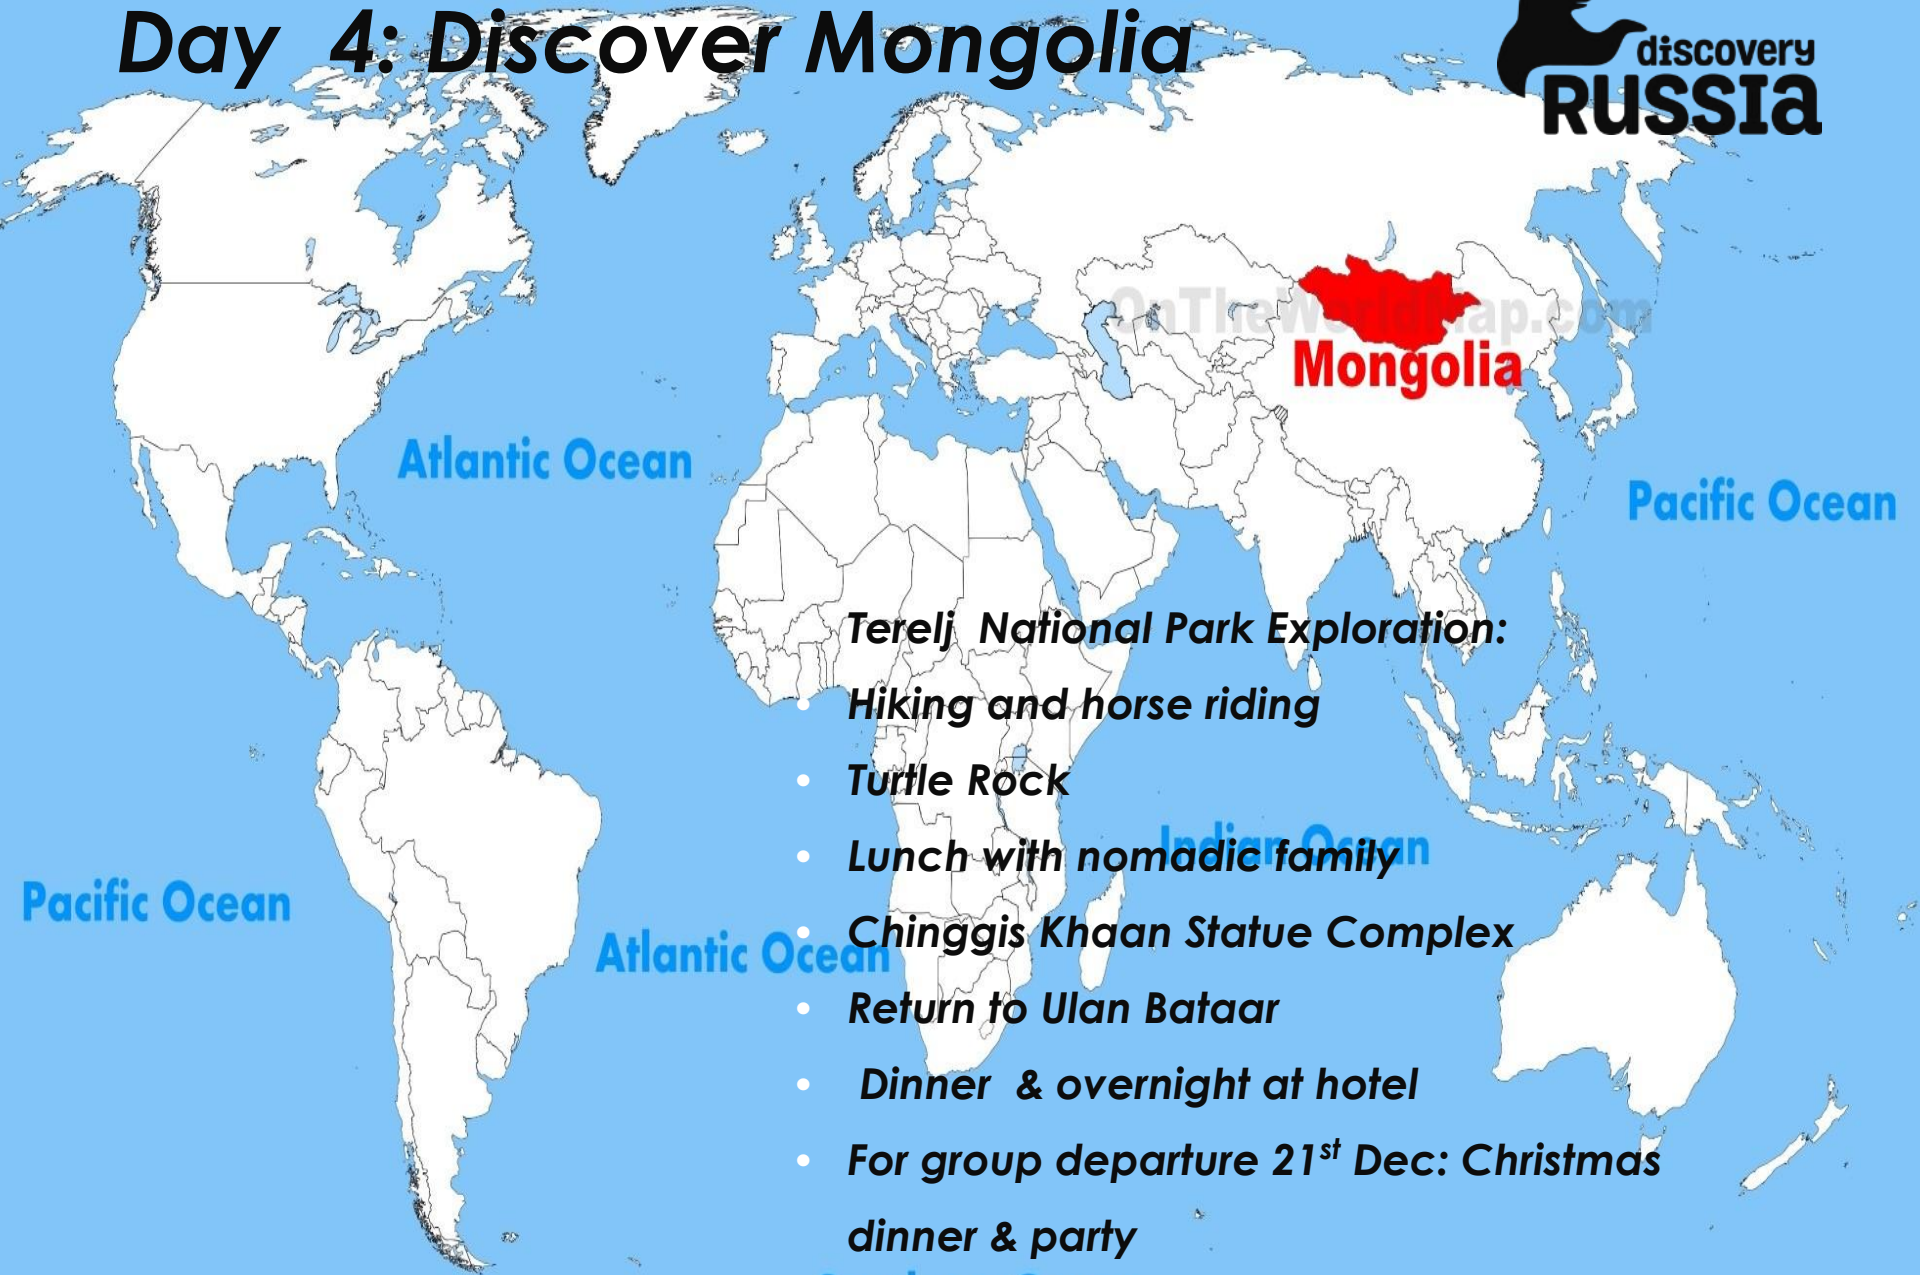 Day 4: Discover Mongolia
discovery
RUSSIA
OnTheWorldMap.com
Mongolia
Atlantic Ocean
Pacific Ocean
Terelj National Park Exploration:
• Hiking and horse riding
• Turtle Rock
• Lunch with nomadic family
Indian Ocean
Pacific Ocean
• Chinggis Khaan Statue Complex
Atlantic Ocean
• Return to Ulan Bataar
• Dinner & overnight at hotel
• For group departure 21st Dec: Christmas
dinner & party